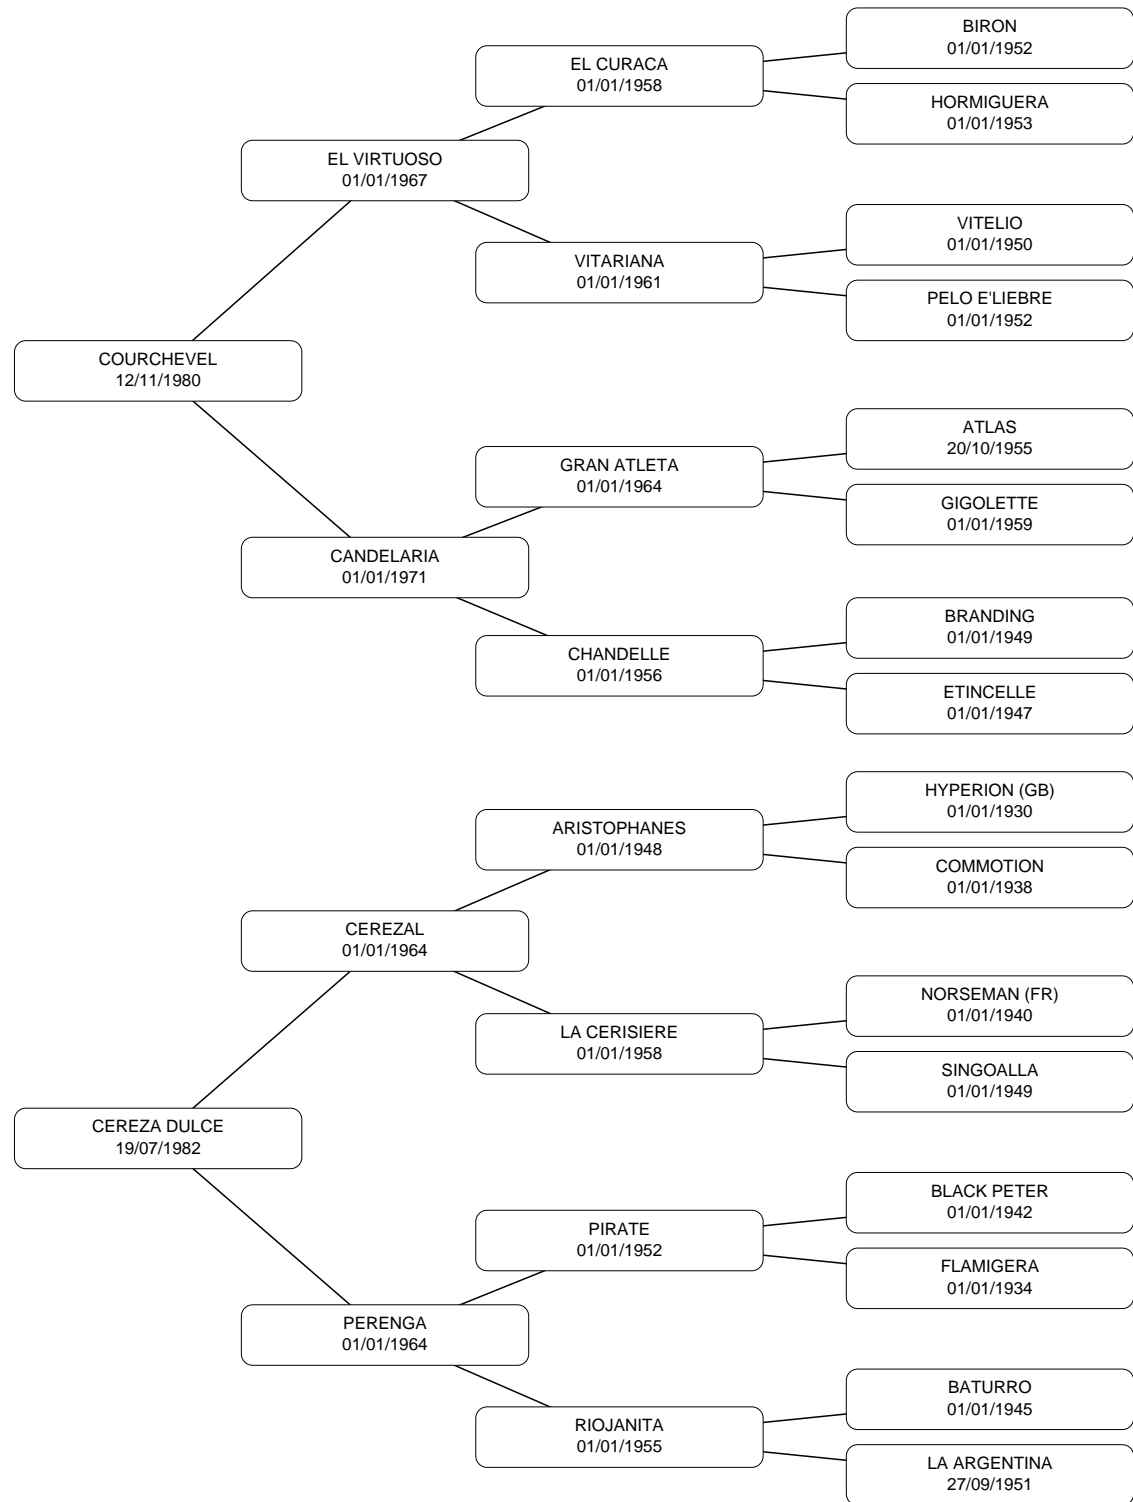 BIRON
01/01/1952
EL CURACA
01/01/1958
HORMIGUERA
01/01/1953
EL VIRTUOSO
01/01/1967
VITELIO
01/01/1950
VITARIANA
01/01/1961
PELO E'LIEBRE
01/01/1952
COURCHEVEL
12/11/1980
ATLAS
20/10/1955
GRAN ATLETA
01/01/1964
GIGOLETTE
01/01/1959
CANDELARIA
01/01/1971
BRANDING
01/01/1949
CHANDELLE
01/01/1956
ETINCELLE
01/01/1947
HYPERION (GB)
01/01/1930
ARISTOPHANES
01/01/1948
COMMOTION
01/01/1938
CEREZAL
01/01/1964
NORSEMAN (FR)
01/01/1940
LA CERISIERE
01/01/1958
SINGOALLA
01/01/1949
CEREZA DULCE
19/07/1982
BLACK PETER
01/01/1942
PIRATE
01/01/1952
FLAMIGERA
01/01/1934
PERENGA
01/01/1964
BATURRO
01/01/1945
RIOJANITA
01/01/1955
LA ARGENTINA
27/09/1951